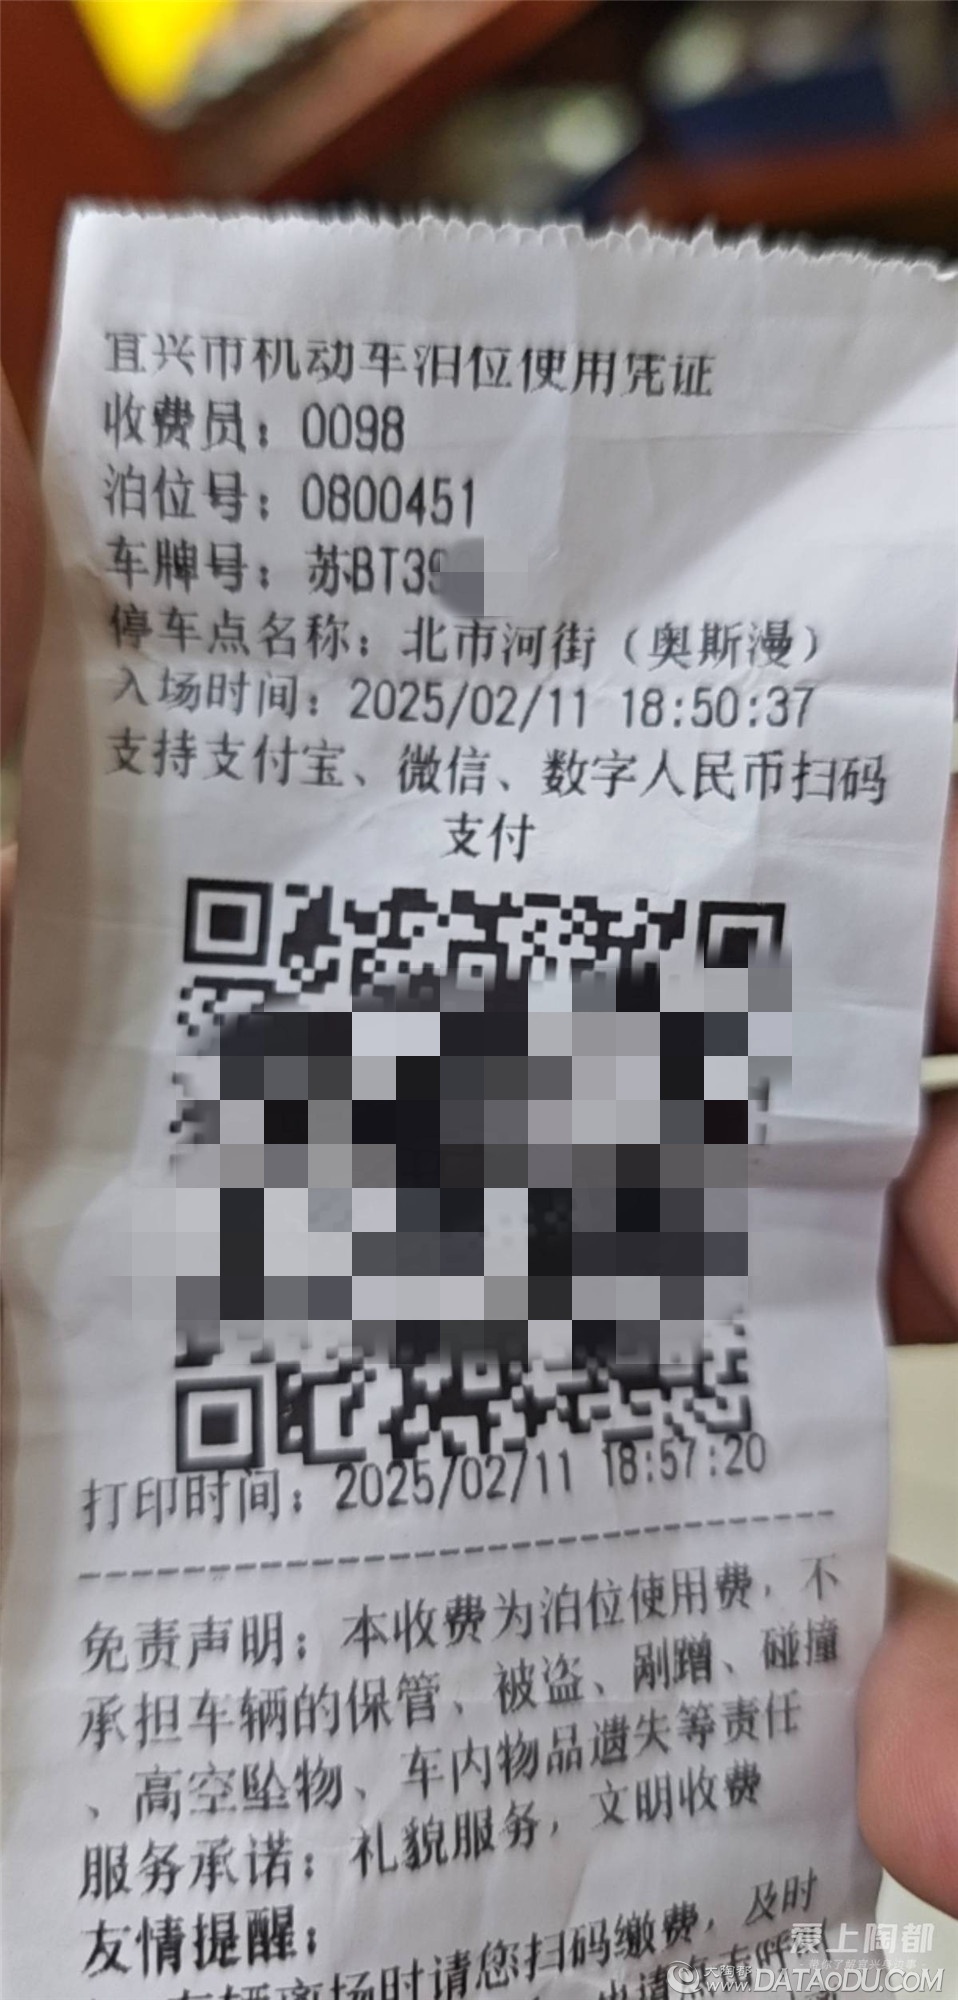 宜兴市机动车泊位使用凭证
收费员：0098
泊位号：0800451
车牌号：苏BT39
停车点名称：北市河街（奥斯漫）
入场时间：2025/02/11 18:50:37
支持支付宝、微信、数字人民币扫码
支付
打印时间：2025/02/11 18:57:20
免责声明：本收费为泊位使用费，不
承担车辆的保管、被盗、剐蹭、碰撞
、高空坠物、车内物品遗失等责任
服务承诺：礼貌服务，文明收费
友情提醒：
车辆离场时请您扫码缴费，及时
爱上陶都
大陶都
www.DATAODU.COM